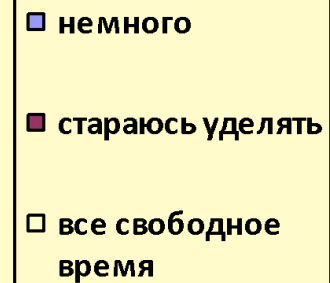 немного
стараюсь уделять
все свободное
время